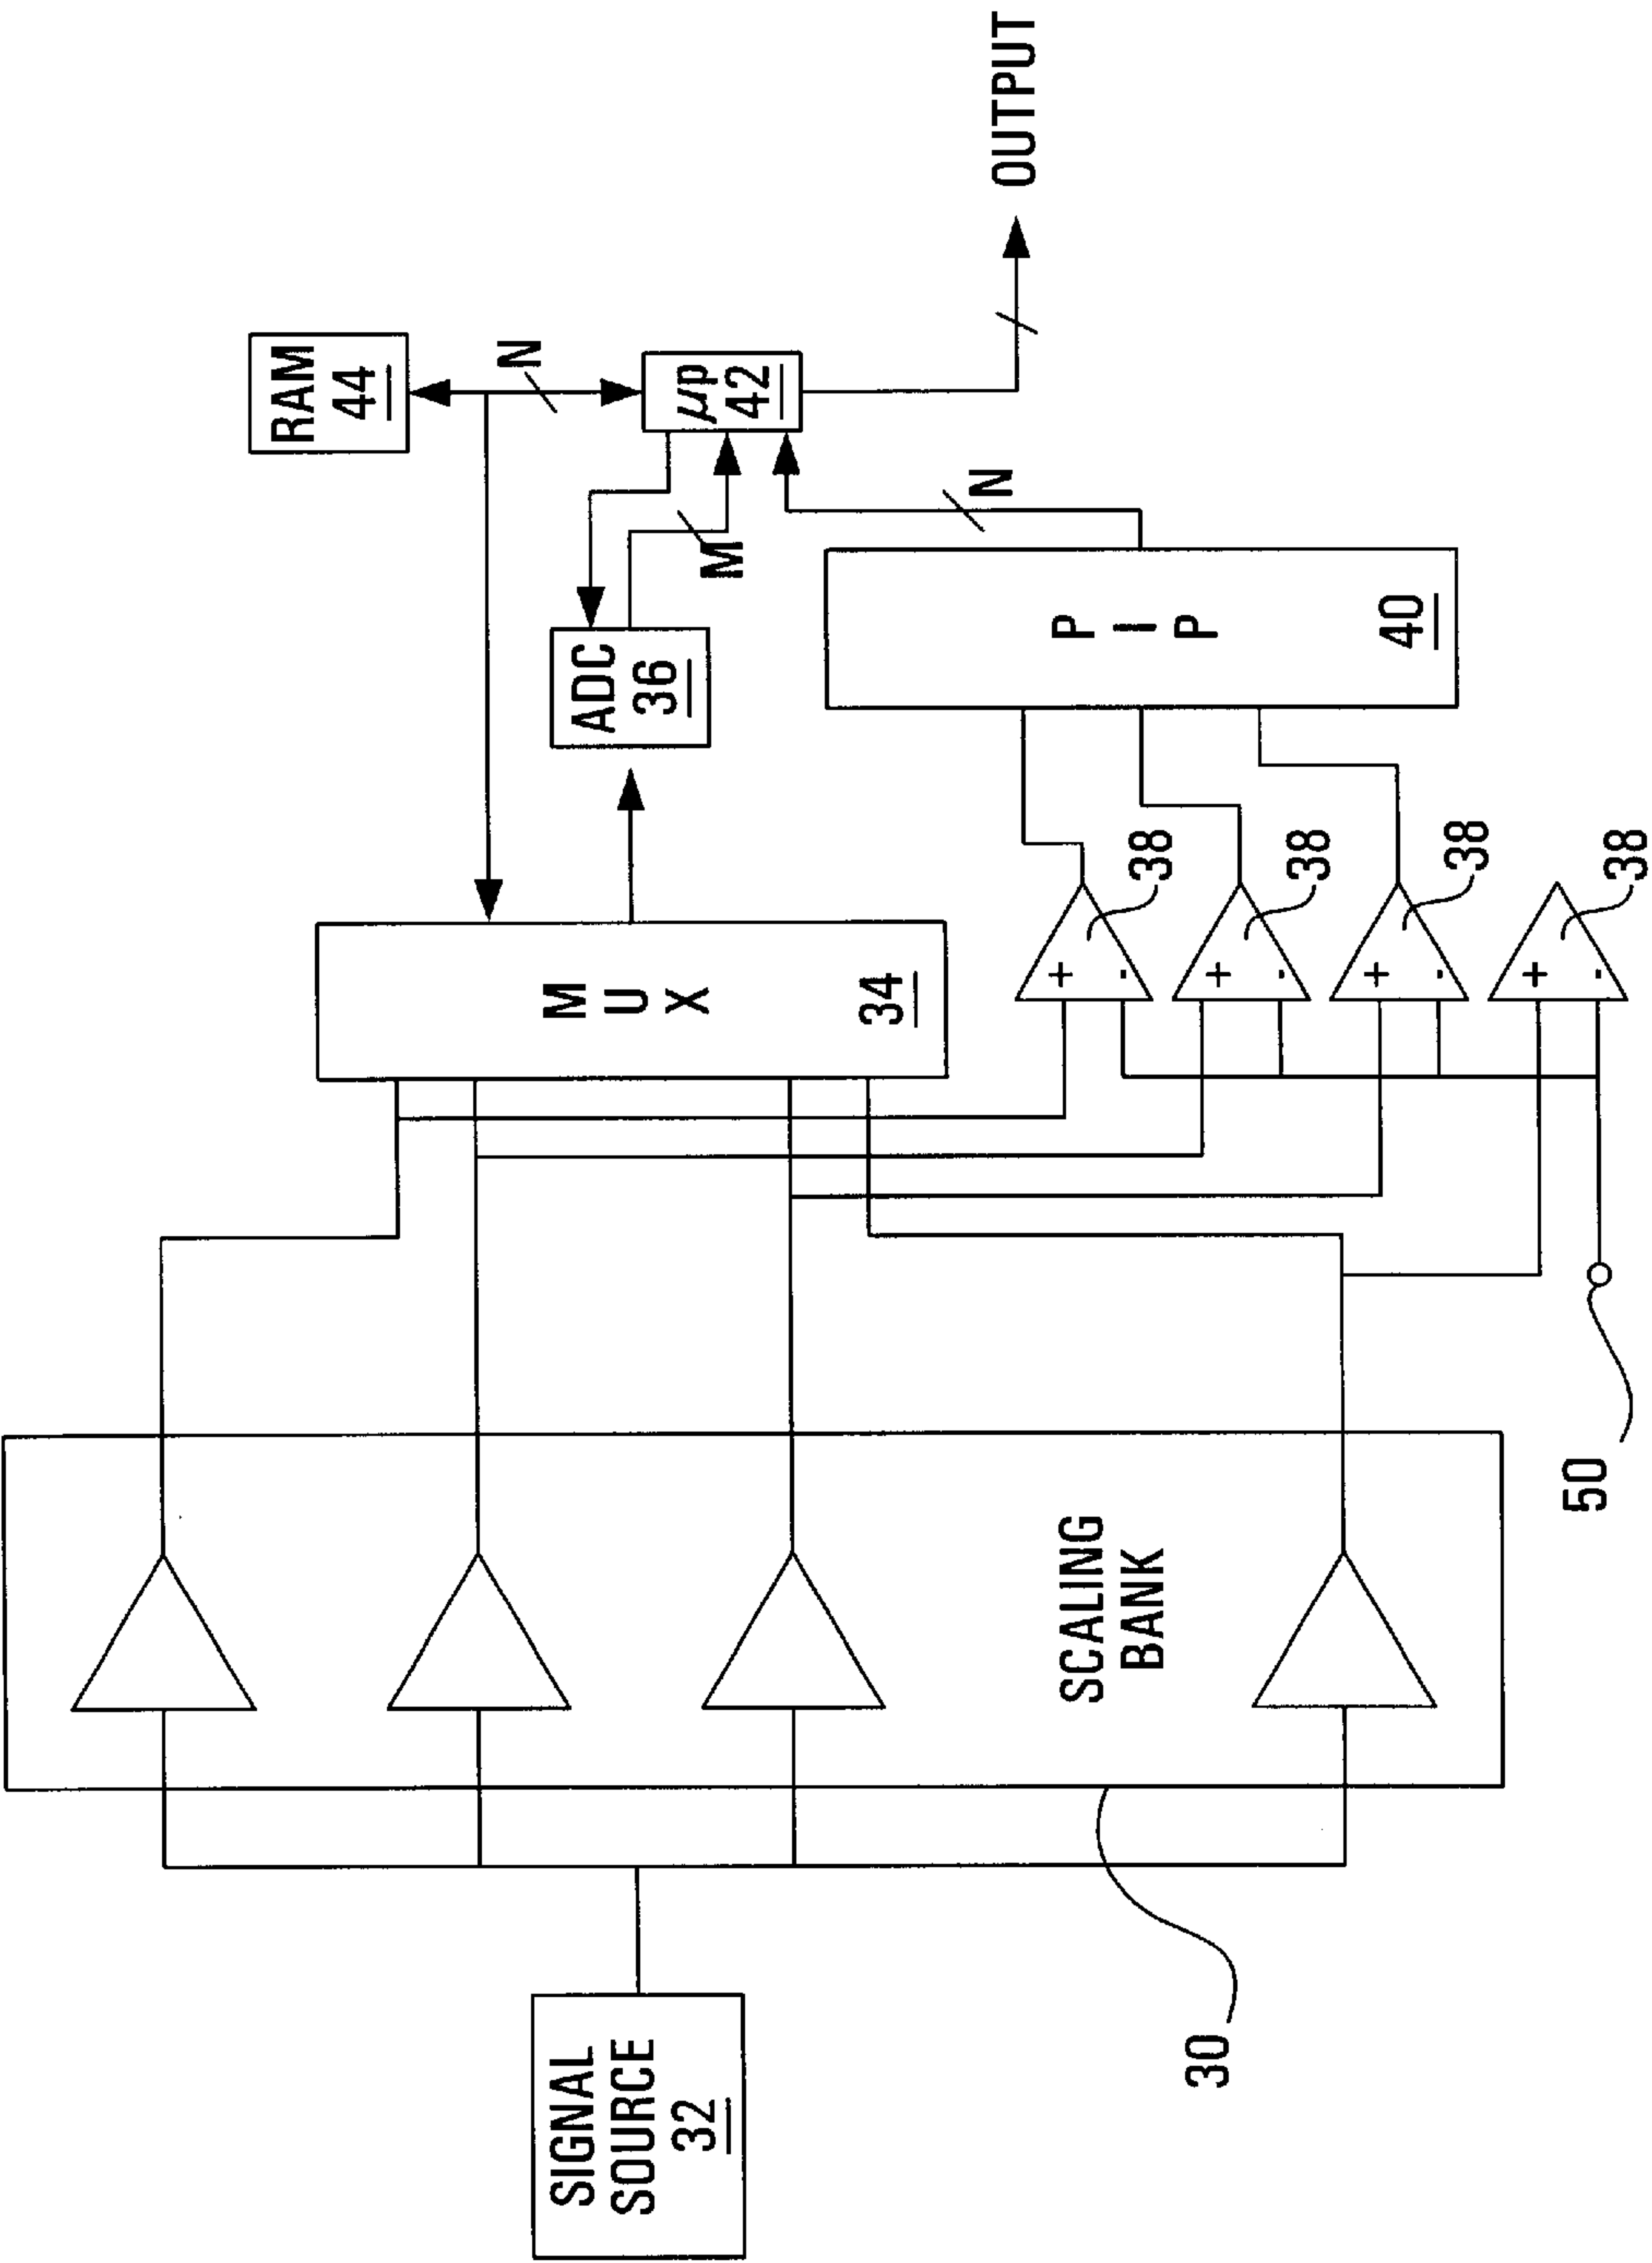 SIGNAL
SOURCE
32
30
SCALING
BANK
50
M
U
X
34
+
-
38
+
-
38
+
-
38
+
-
38
ADC
36
M
P
I
P
40
N
RAM
44
N
μp
42
OUTPUT